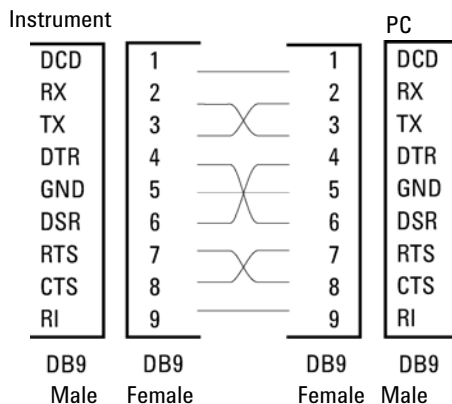 Instrument PC
DCD 1 1 DCD
RX 2 2 RX
TX 3 3 TX
DTR 4 4 DTR
GND 5 5 GND
DSR 6 6 DSR
RTS 7 7 RTS
CTS 8 8 CTS
RI 9 9 RI
DB9 DB9 DB9 DB9
Male Female Female Male